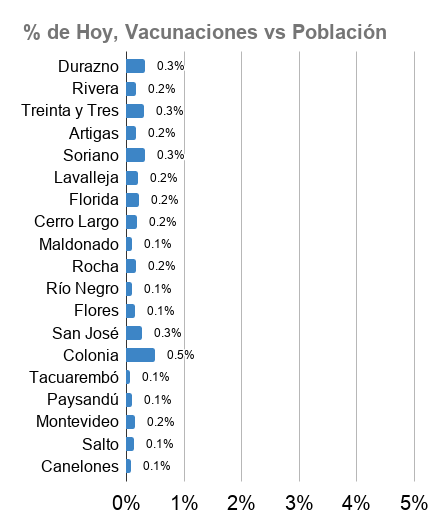 % de Hoy, Vacunaciones vs Población
Durazno 0.3%
Rivera 0.2%
Treinta y Tres 0.3%
Artigas 0.2%
Soriano 0.3%
Lavalleja 0.2%
Florida 0.2%
Cerro Largo 0.2%
Maldonado 0.1%
Rocha 0.2%
Río Negro 0.1%
Flores 0.1%
San José 0.3%
Colonia 0.5%
Tacuarembó 0.1%
Paysandú 0.1%
Montevideo 0.2%
Salto 0.1%
Canelones 0.1%
0% 1% 2% 3% 4% 5%